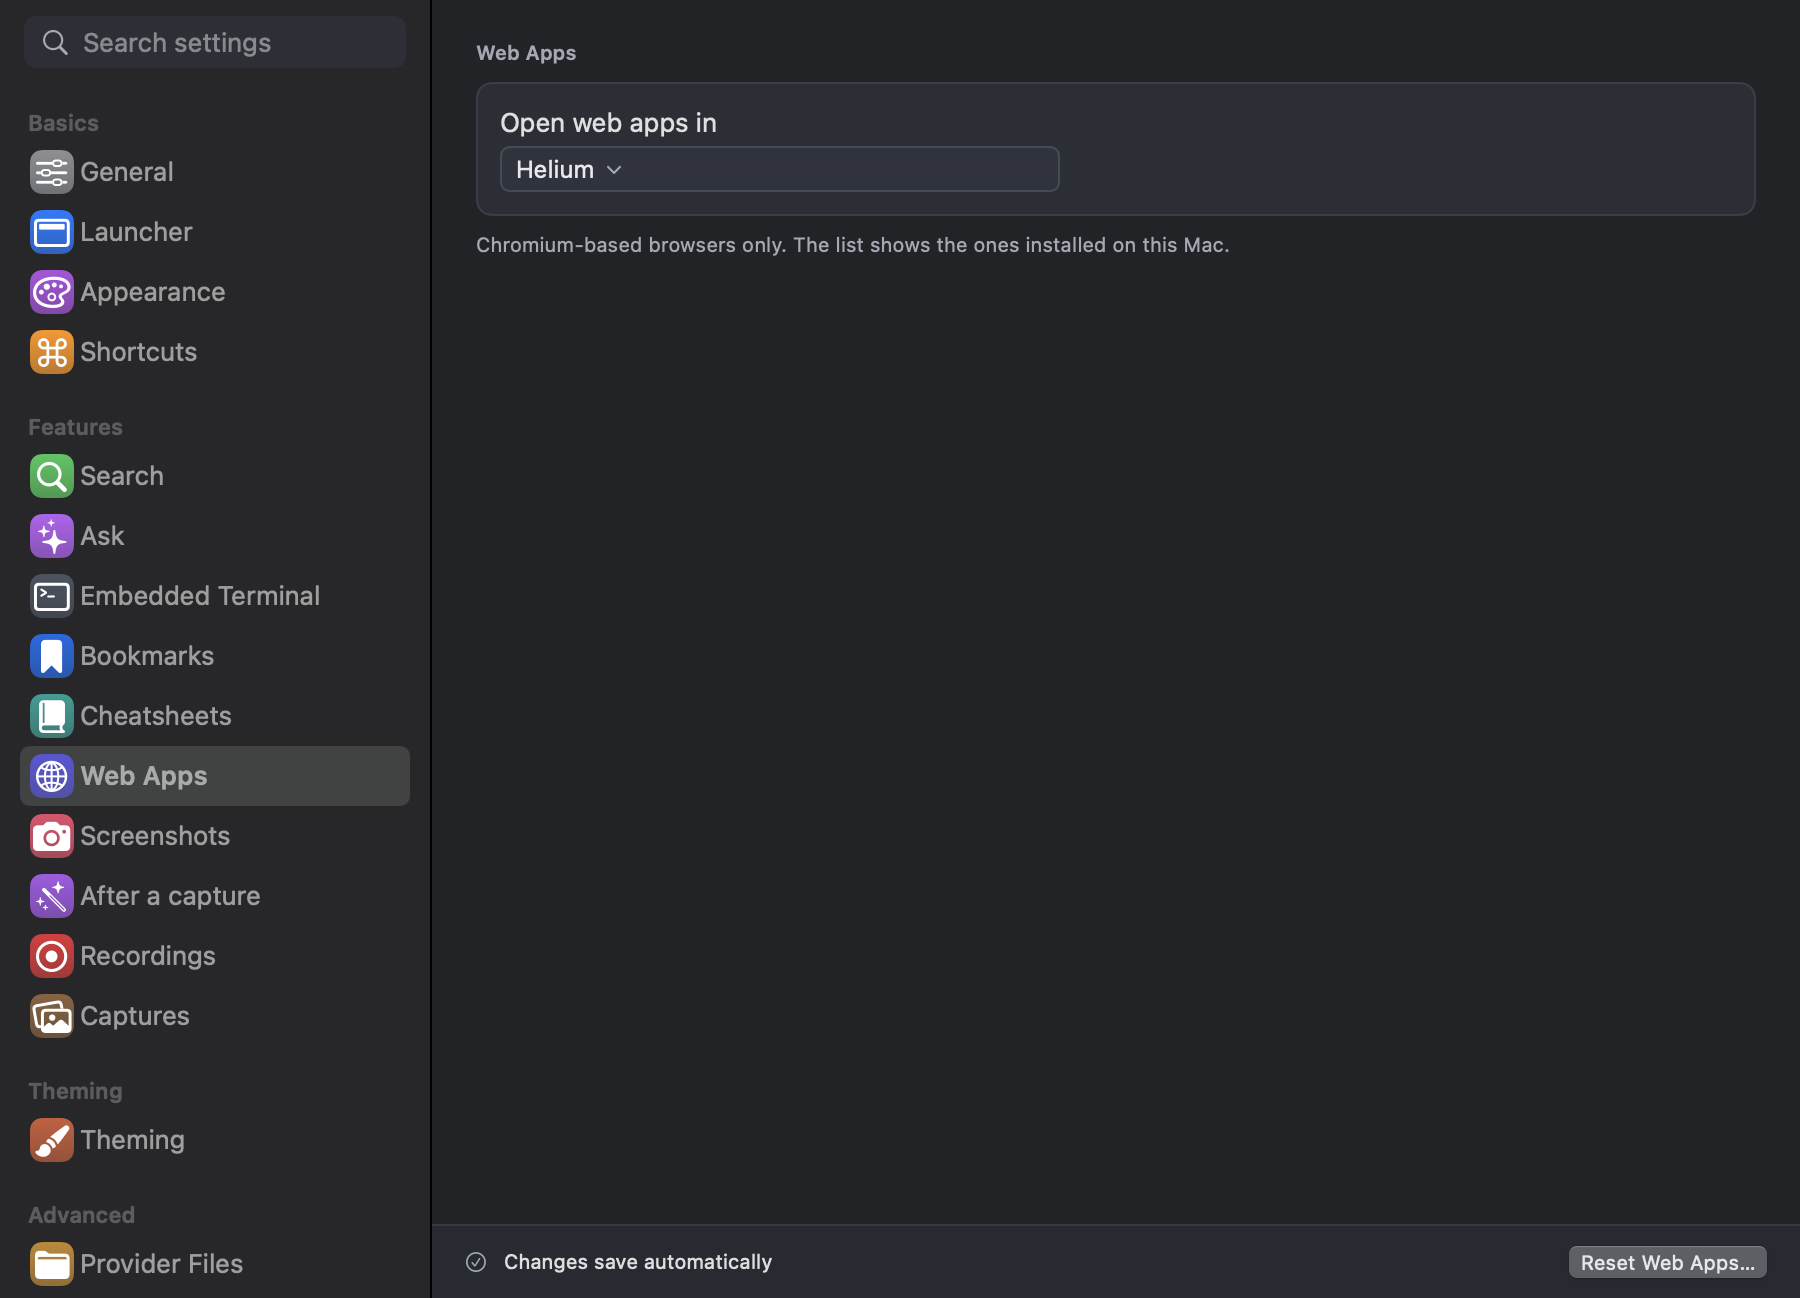 Search settings
Basics
General
Launcher
Appearance
Shortcuts
Features
Search
Ask
Embedded Terminal
Bookmarks
Cheatsheets
Web Apps
Screenshots
After a capture
Recordings
Captures
Theming
Theming
Advanced
Provider Files
Web Apps
Open web apps in
Helium
Chromium-based browsers only. The list shows the ones installed on this Mac.
Changes save automatically
Reset Web Apps...